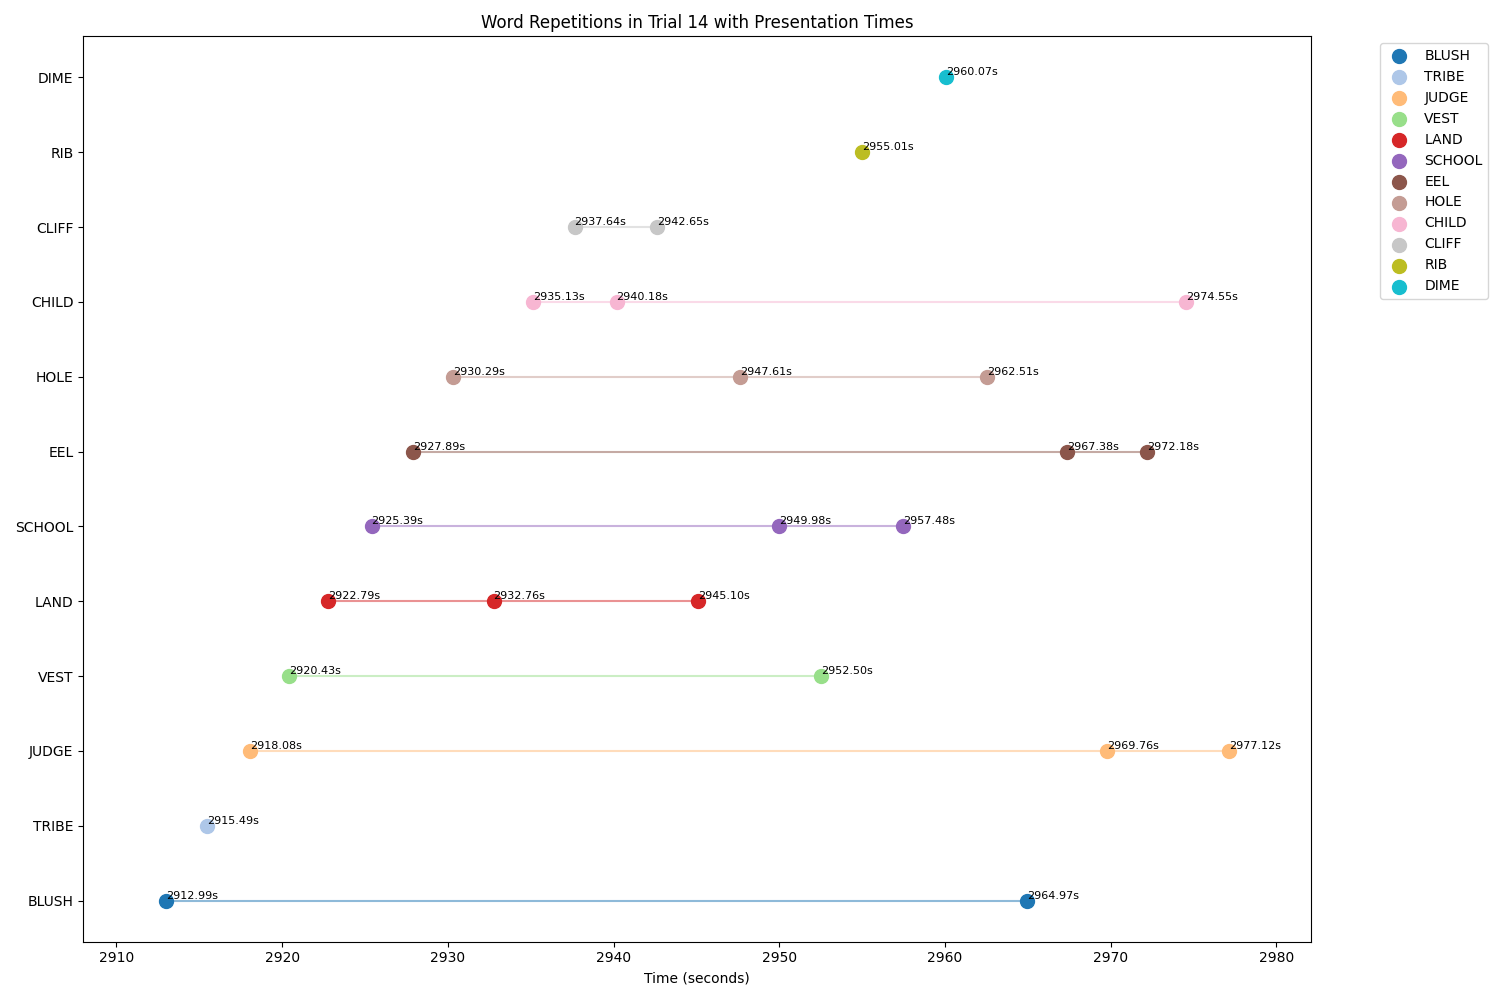 Word Repetitions in Trial 14 with Presentation Times
DIME
2960.07s
RIB
2955.01s
CLIFF
2937.64s 2942.65s
CHILD
2935.13s 2940.18s 2974.55s
HOLE
2930.29s 2947.61s 2962.51s
EEL
2927.89s 2967.38s 2972.18s
SCHOOL
2925.39s 2949.98s 2957.48s
LAND
2922.79s 2932.76s 2945.10s
VEST
2920.43s 2952.50s
JUDGE
2918.08s 2969.76s 2977.12s
TRIBE
2915.49s
BLUSH
2912.99s 2964.97s
2910 2920 2930 2940 2950 2960 2970 2980
Time (seconds)
BLUSH
TRIBE
JUDGE
VEST
LAND
SCHOOL
EEL
HOLE
CHILD
CLIFF
RIB
DIME